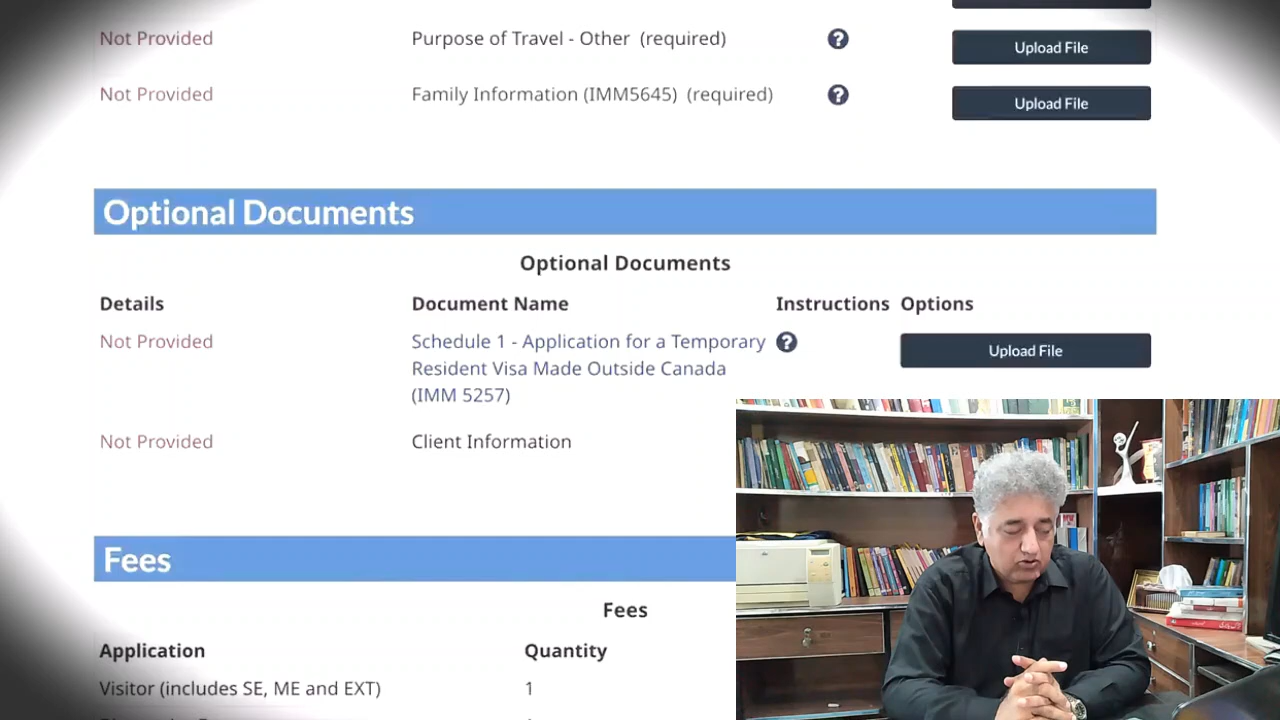 Not Provided Purpose of Travel - Other (required) Upload File
Not Provided Family Information (IMM5645) (required) Upload File
Optional Documents
Optional Documents
Details Document Name Instructions Options
Not Provided Schedule 1 - Application for a Temporary Upload File
Resident Visa Made Outside Canada
(IMM 5257)
Not Provided Client Information
Fees
Fees
Application Quantity
Visitor (includes SE, ME and EXT) 1